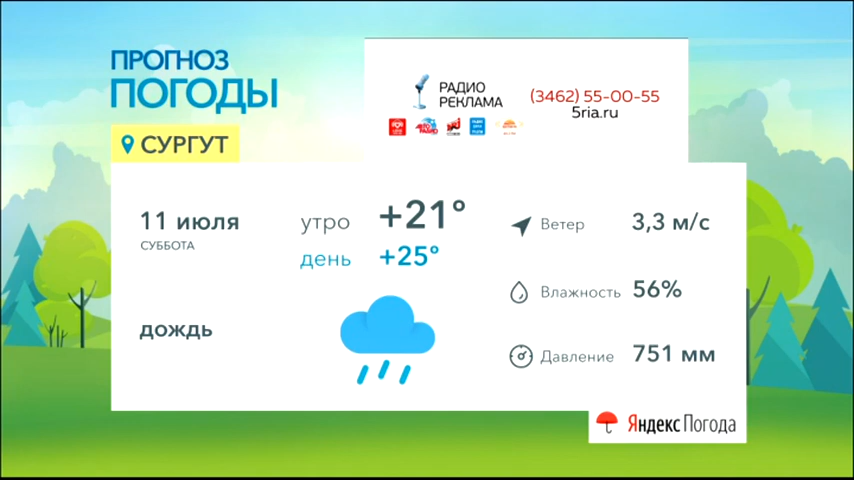 ПРОГНОЗ
ПОГОДЫ
СУРГУТ
РАДИО
РЕКЛАМА
(3462) 55-00-55
5ria.ru
11 июля
СУББОТА
утро +21°
день +25°
дождь
Ветер 3,3 м/с
Влажность 56%
Давление 751 мм
Яндекс Погода